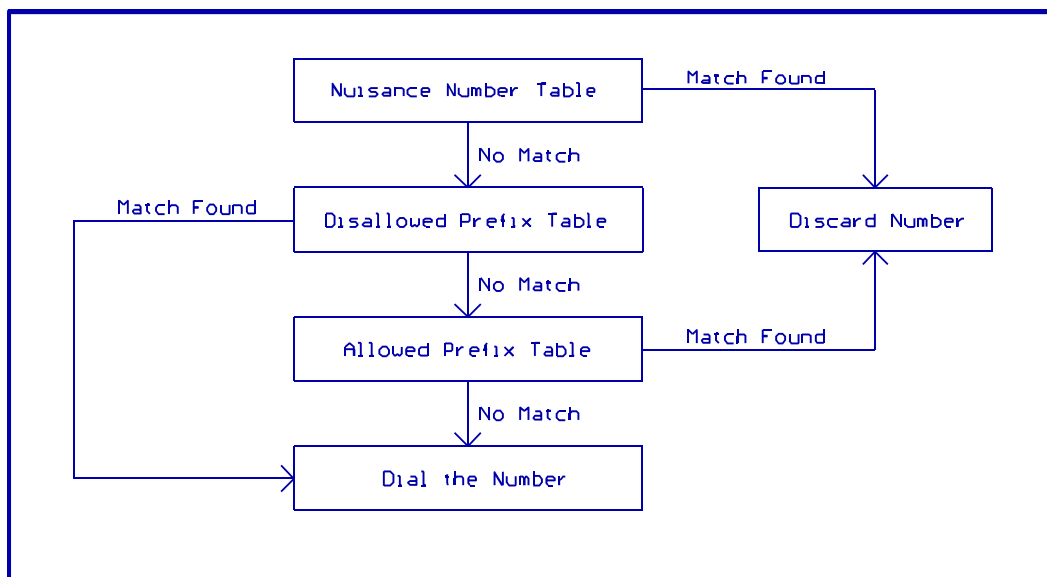 Nuisance Number Table
Match Found
No Match
Match Found
Disallowed Prefix Table
Discard Number
No Match
Allowed Prefix Table
Match Found
No Match
Dial the Number